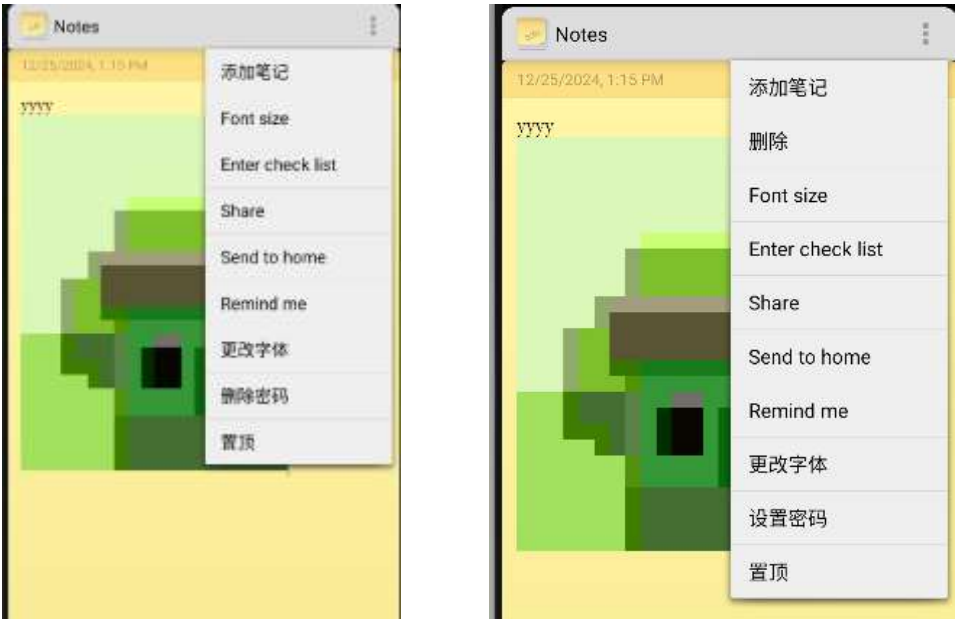 Notes
12/25/2024, 1:15 PM
yyyy
添加笔记
Font size
Enter check list
Share
Send to home
Remind me
更改字体
删除密码
置顶
Notes
12/25/2024, 1:15 PM
yyyy
添加笔记
删除
Font size
Enter check list
Share
Send to home
Remind me
更改字体
设置密码
置顶